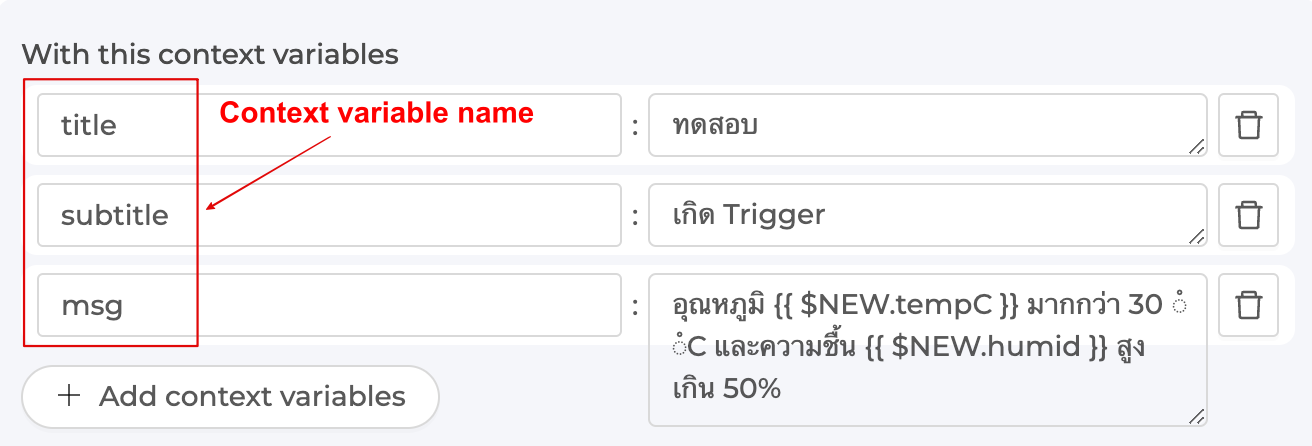 With this context variables
title
Context variable name
:
ทดสอบ
subtitle
:
เกิด Trigger
msg
:
อุณหภูมิ {{ $NEW.tempC }} มากกว่า 30 ํ
ํC และความชื้น {{ $NEW.humid }} สูง
เกิน 50%
+ Add context variables